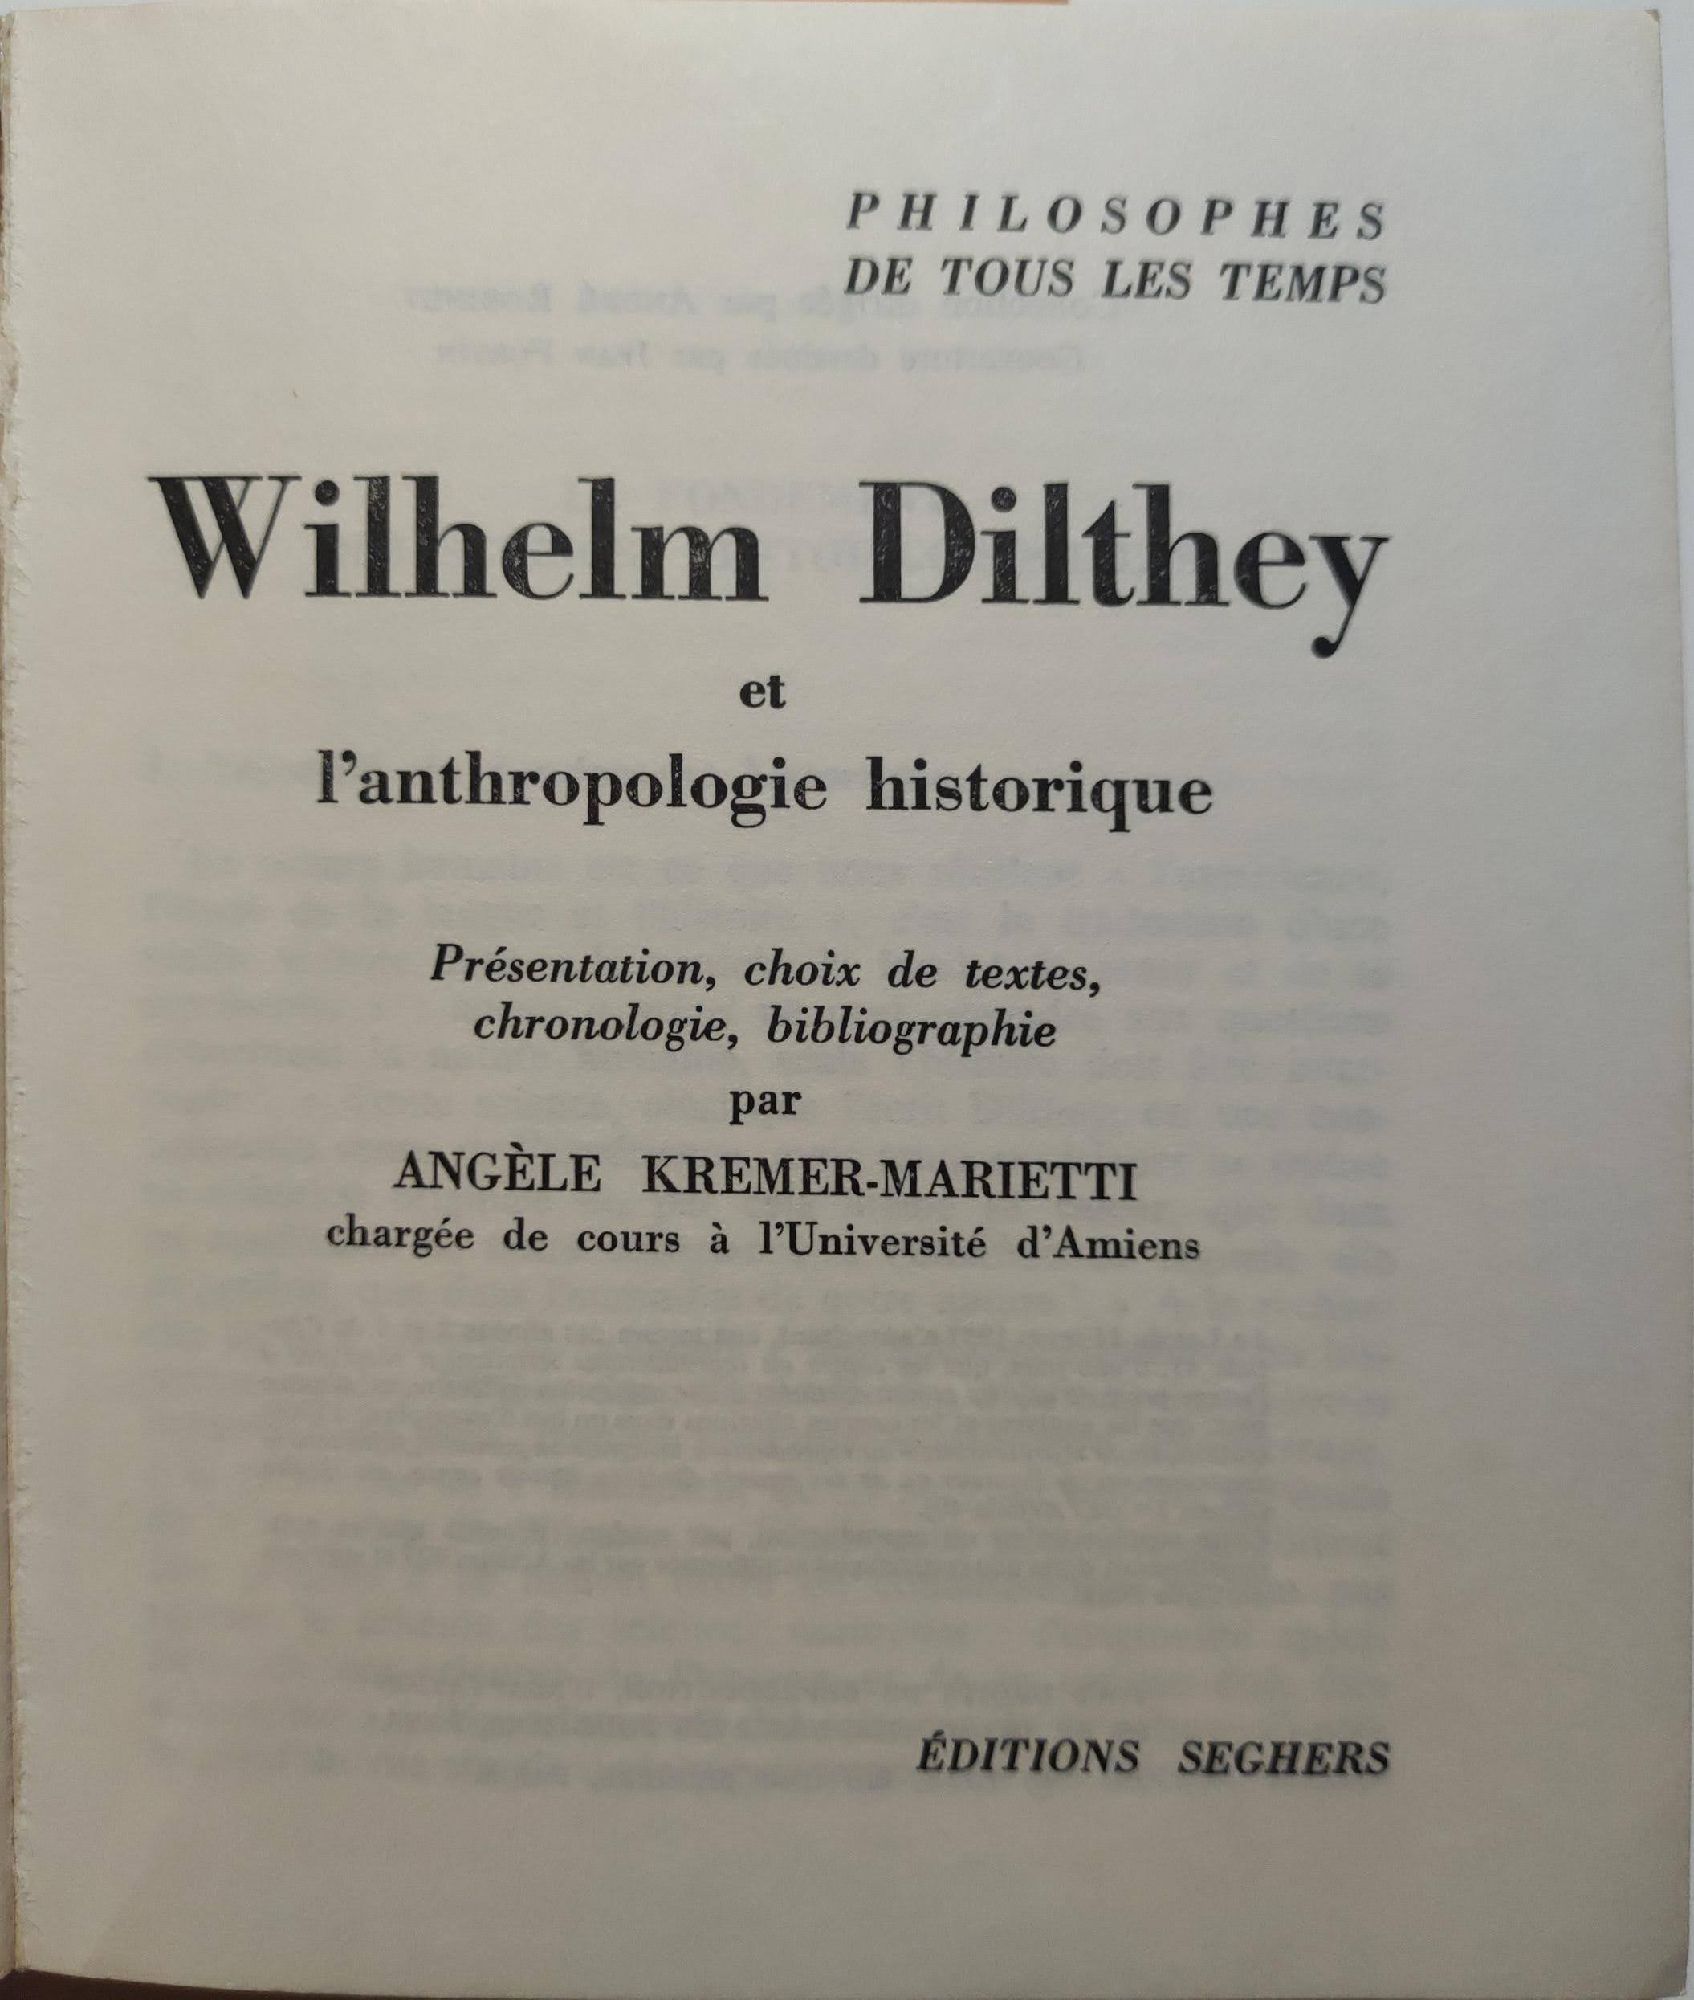 PHILOSOPHES
DE TOUS LES TEMPS
Wilhelm Dilthey
et
l'anthropologie historique
Présentation, choix de textes,
chronologie, bibliographie
par
ANGÈLE KREMER-MARIETTI
chargée de cours à l'Université d'Amiens
ÉDITIONS SEGHERS